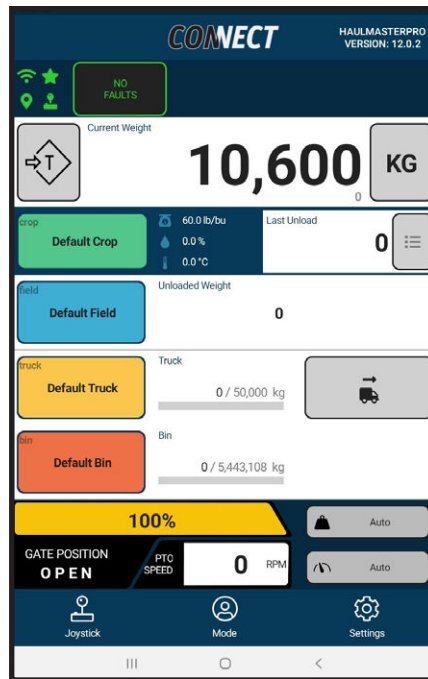 CONNECT
HAULMASTERPRO
VERSION: 12.0.2
NO
FAULTS
Current Weight
T
10,600
0
KG
crop
Default Crop
60.0 lb/bu
0.0 %
0.0 °C
Last Unload
0
field
Default Field
Unloaded Weight
0
truck
Default Truck
Truck
0 / 50,000 kg
bin
Default Bin
Bin
0 / 5,443,108 kg
100%
Auto
GATE POSITION
OPEN
PTO
SPEED
0
RPM
Auto
Joystick
Mode
Settings